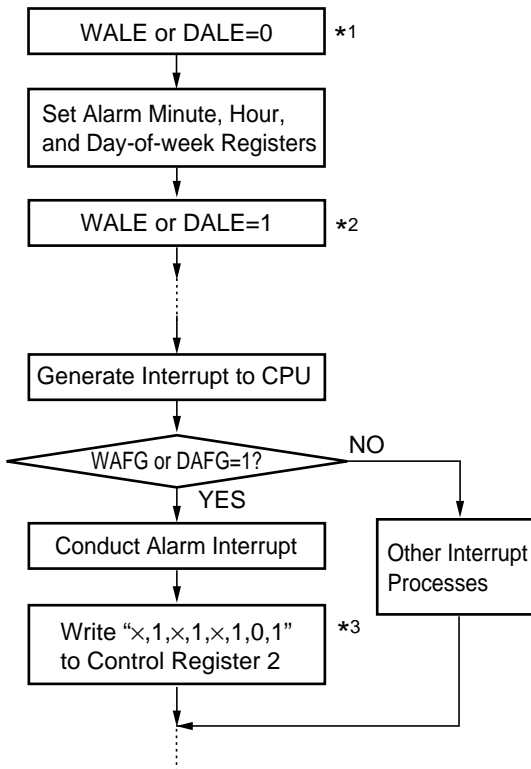 WALE or DALE=0
*1
Set Alarm Minute, Hour,
and Day-of-week Registers
WALE or DALE=1
*2
Generate Interrupt to CPU
WAFG or DAFG=1?
NO
YES
Conduct Alarm Interrupt
Other Interrupt
Processes
Write “×,1,×,1,×,1,0,1”
to Control Register 2
*3